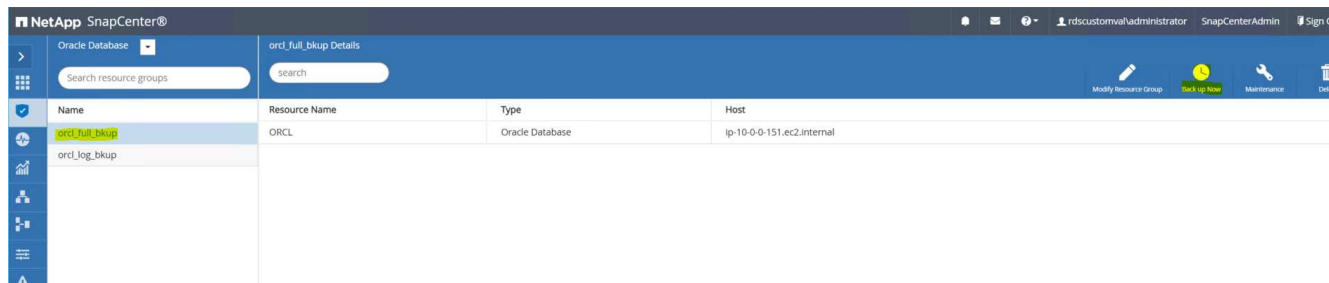 NetApp SnapCenter®
rdscustomval\administrator SnapCenterAdmin Sign
Oracle Database
orcl_full_bkup Details
Search resource groups
search
Modify Resource Group Back up Now Maintenance
Name
Resource Name Type Host
orcl_full_bkup
ORCL Oracle Database ip-10-0-0-151.ec2.internal
orcl_log_bkup